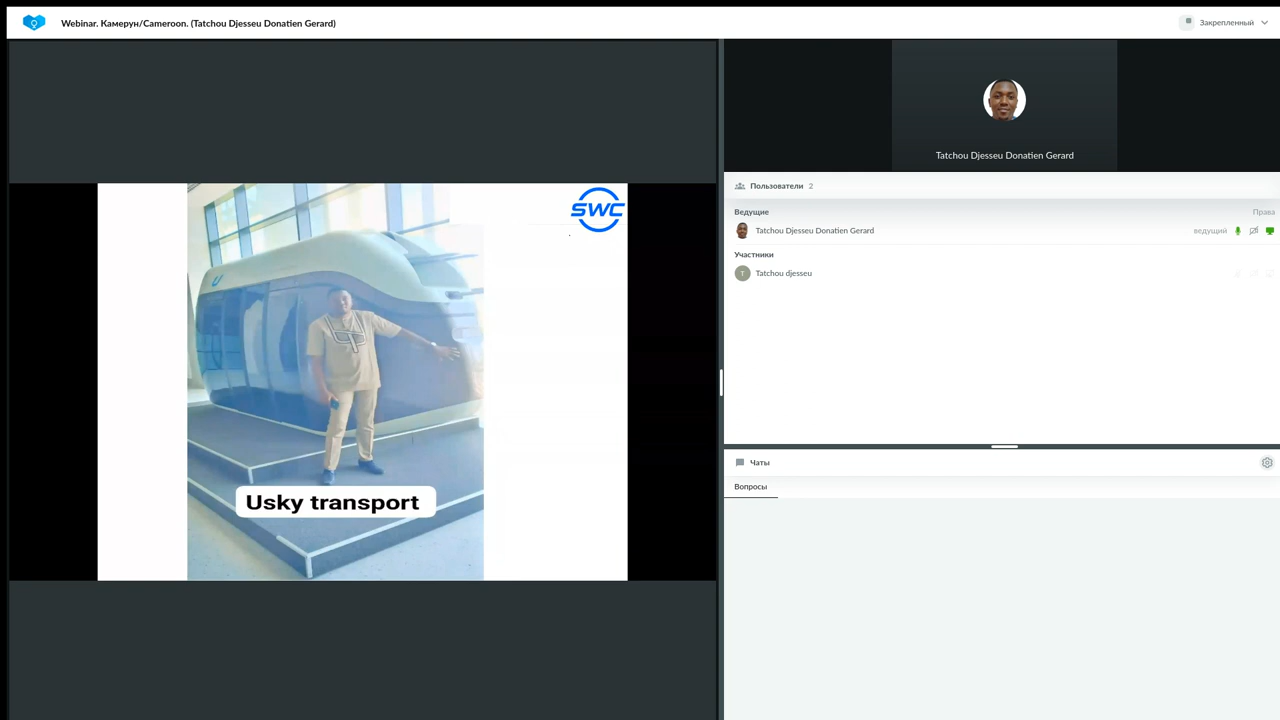 Webinar. Камерун/Cameroon. (Tatchou Djesseu Donatien Gerard)
Закрепленный
SWC
Usky transport
Tatchou Djesseu Donatien Gerard
Пользователи 2
Ведущие Права
Tatchou Djesseu Donatien Gerard ведущий
Участники
T Tatchou djesseu
Чаты
Вопросы